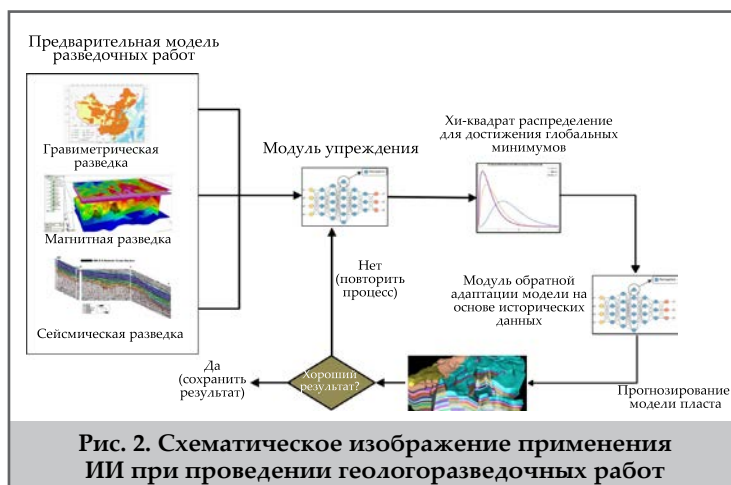 Предварительная модель
разведочных работ
Гравиметрическая
разведка
Магнитная разведка
Сейсмическая разведка
Модуль упреждения
Хи-квадрат распределение
для достижения глобальных
минимумов
Модуль обратной
адаптации модели на
основе исторических
данных
Прогнозирование
модели пласта
Нет
(повторить
процесс)
Хороший
результат?
Да
(сохранить
результат)
Рис. 2. Схематическое изображение применения
ИИ при проведении геологоразведочных работ